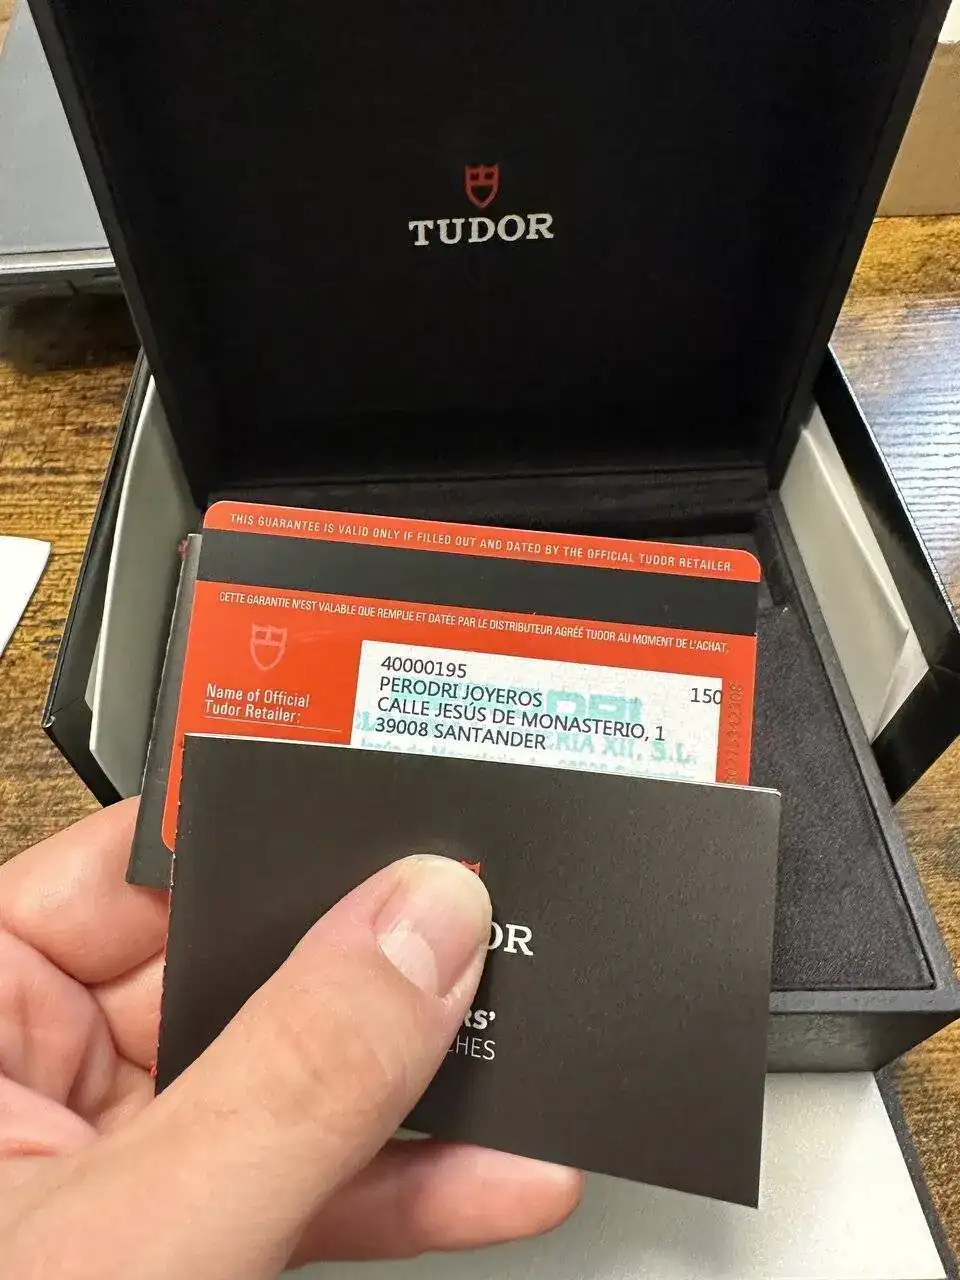 TUDOR
THIS GUARANTEE IS VALID ONLY IF FILLED OUT AND DATED BY THE OFFICIAL TUDOR RETAILER.
CETTE GARANTIE N'EST VALABLE QUE REMPLIE ET DATÉE PAR LE DISTRIBUTEUR AGRÉÉ TUDOR AU MOMENT DE L'ACHAT.
Name of Official
Tudor Retailer:
40000195 150
PERODRI JOYEROS
CALLE JESÚS DE MONASTERIO, 1
39008 SANTANDER
XII, S.L.